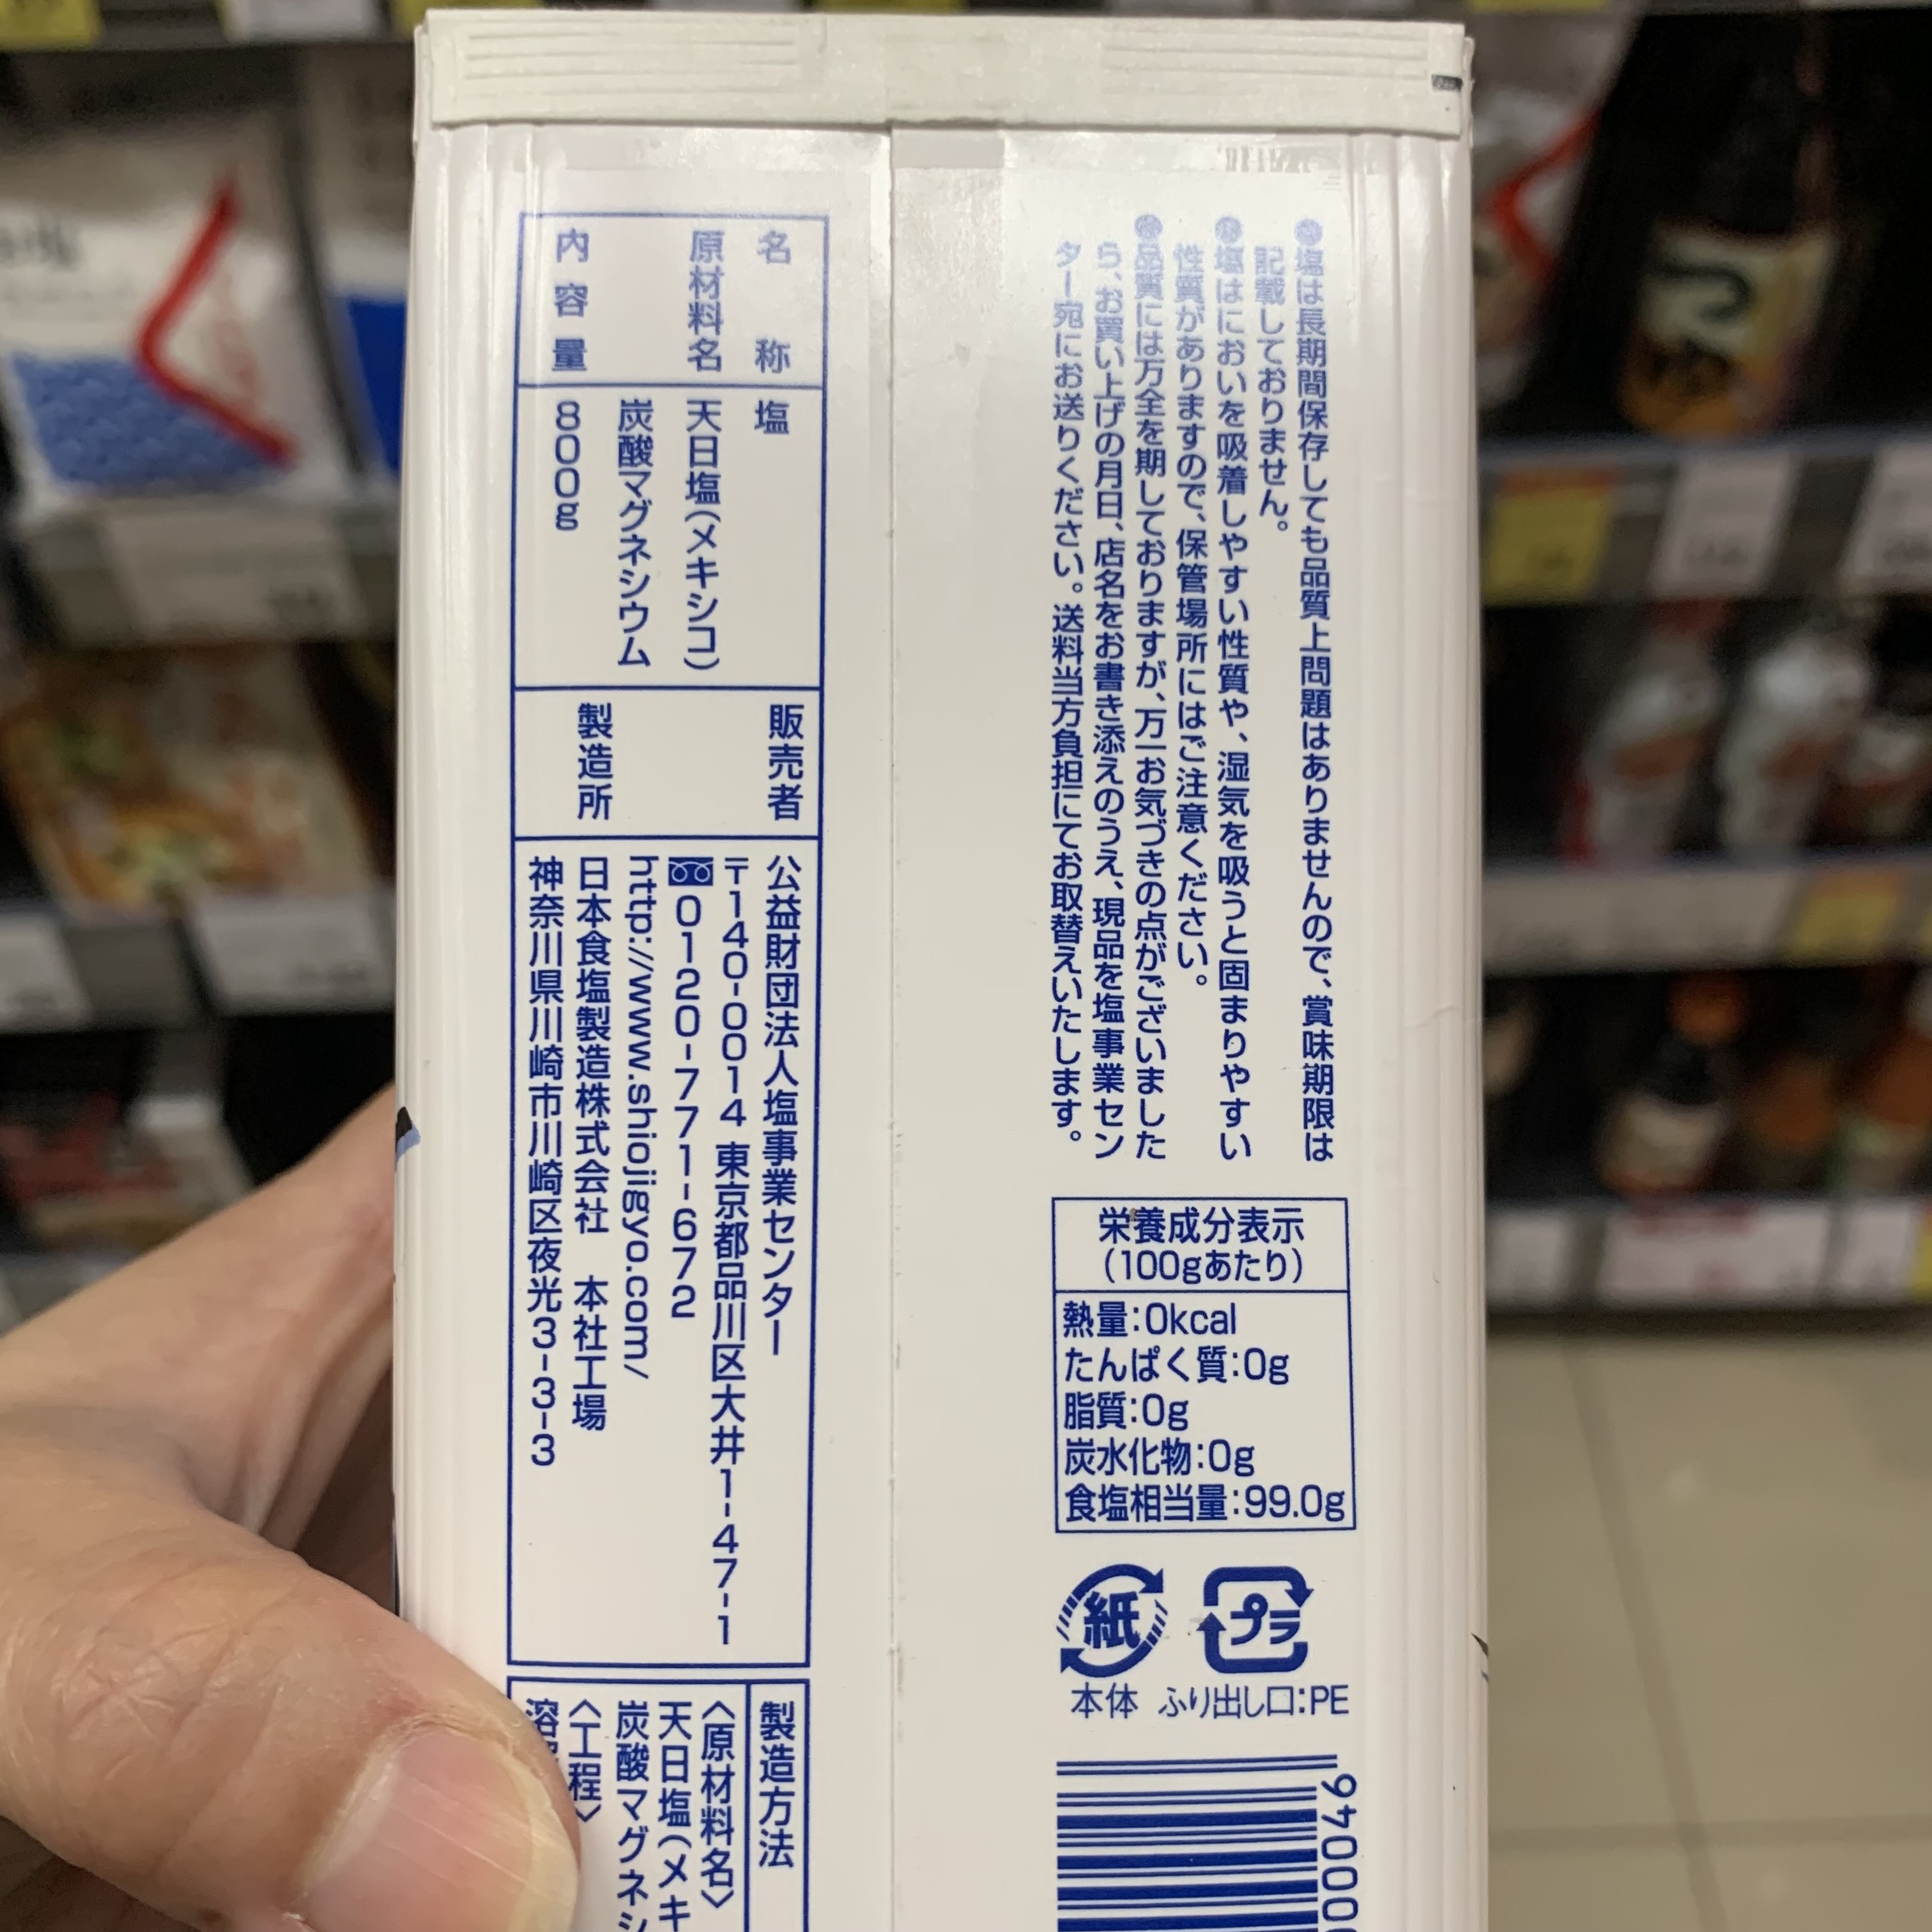 ●塩は長期間保存しても品質上問題はありませんので、賞味期限は
記載しておりません。
●塩はにおいを吸着しやすい性質や、湿気を吸うと固まりやすい
性質がありますので、保管場所にはご注意ください。
●品質には万全を期しておりますが、万一お気づきの点がございました
ら、お買い上げの月日、店名をお書き添えのうえ、現品を塩事業セン
ター宛にお送りください。送料当方負担にてお取替えいたします。
栄養成分表示
(100gあたり)
熱量:0kcal
たんぱく質:0g
脂質:0g
炭水化物:0g
食塩相当量:99.0g
紙
プラ
本体 ふり出し口:PE
名称 塩
原材料名 天日塩(メキシコ)
炭酸マグネシウム
内容量 800g
販売者 公益財団法人塩事業センター
〒140-0014 東京都品川区大井1-47-1
0120-771-672
http://www.shiojigyo.com/
製造所 日本食塩製造株式会社 本社工場
神奈川県川崎市川崎区夜光3-3-3
製造方法
〈原材料名〉
天日塩(メキ
炭酸マグネシ
〈工程〉
溶
つゆ